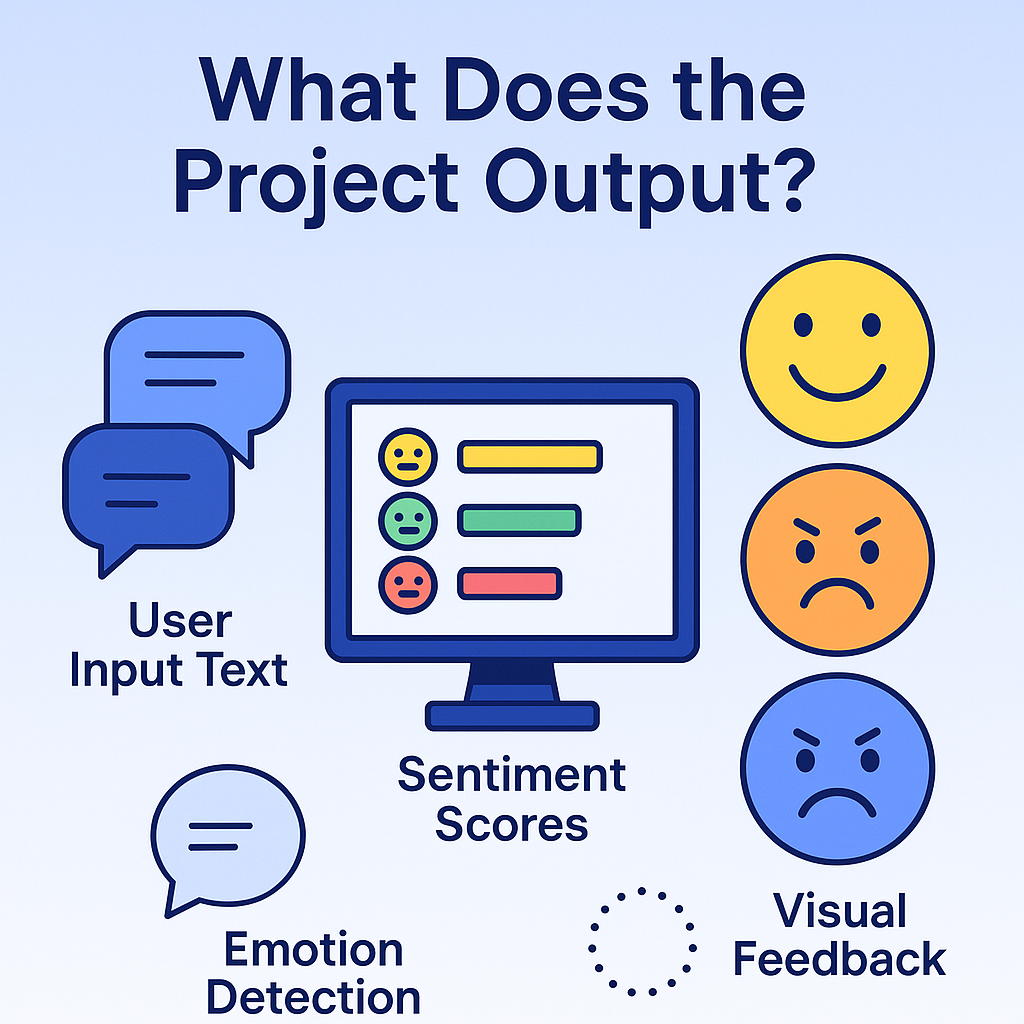 What Does the
Project Output?
User
Input Text
Sentiment
Scores
Visual
Feedback
Emotion
Detection